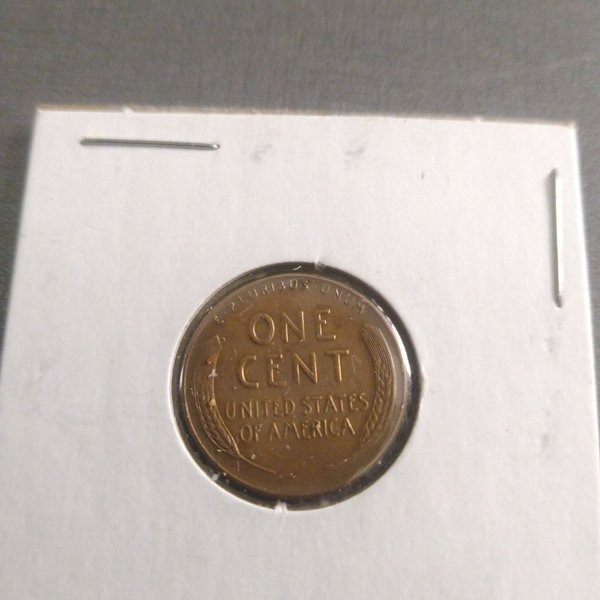 E·PLURIBUS·UNUM
ONE
CENT
UNITED STATES
OF AMERICA